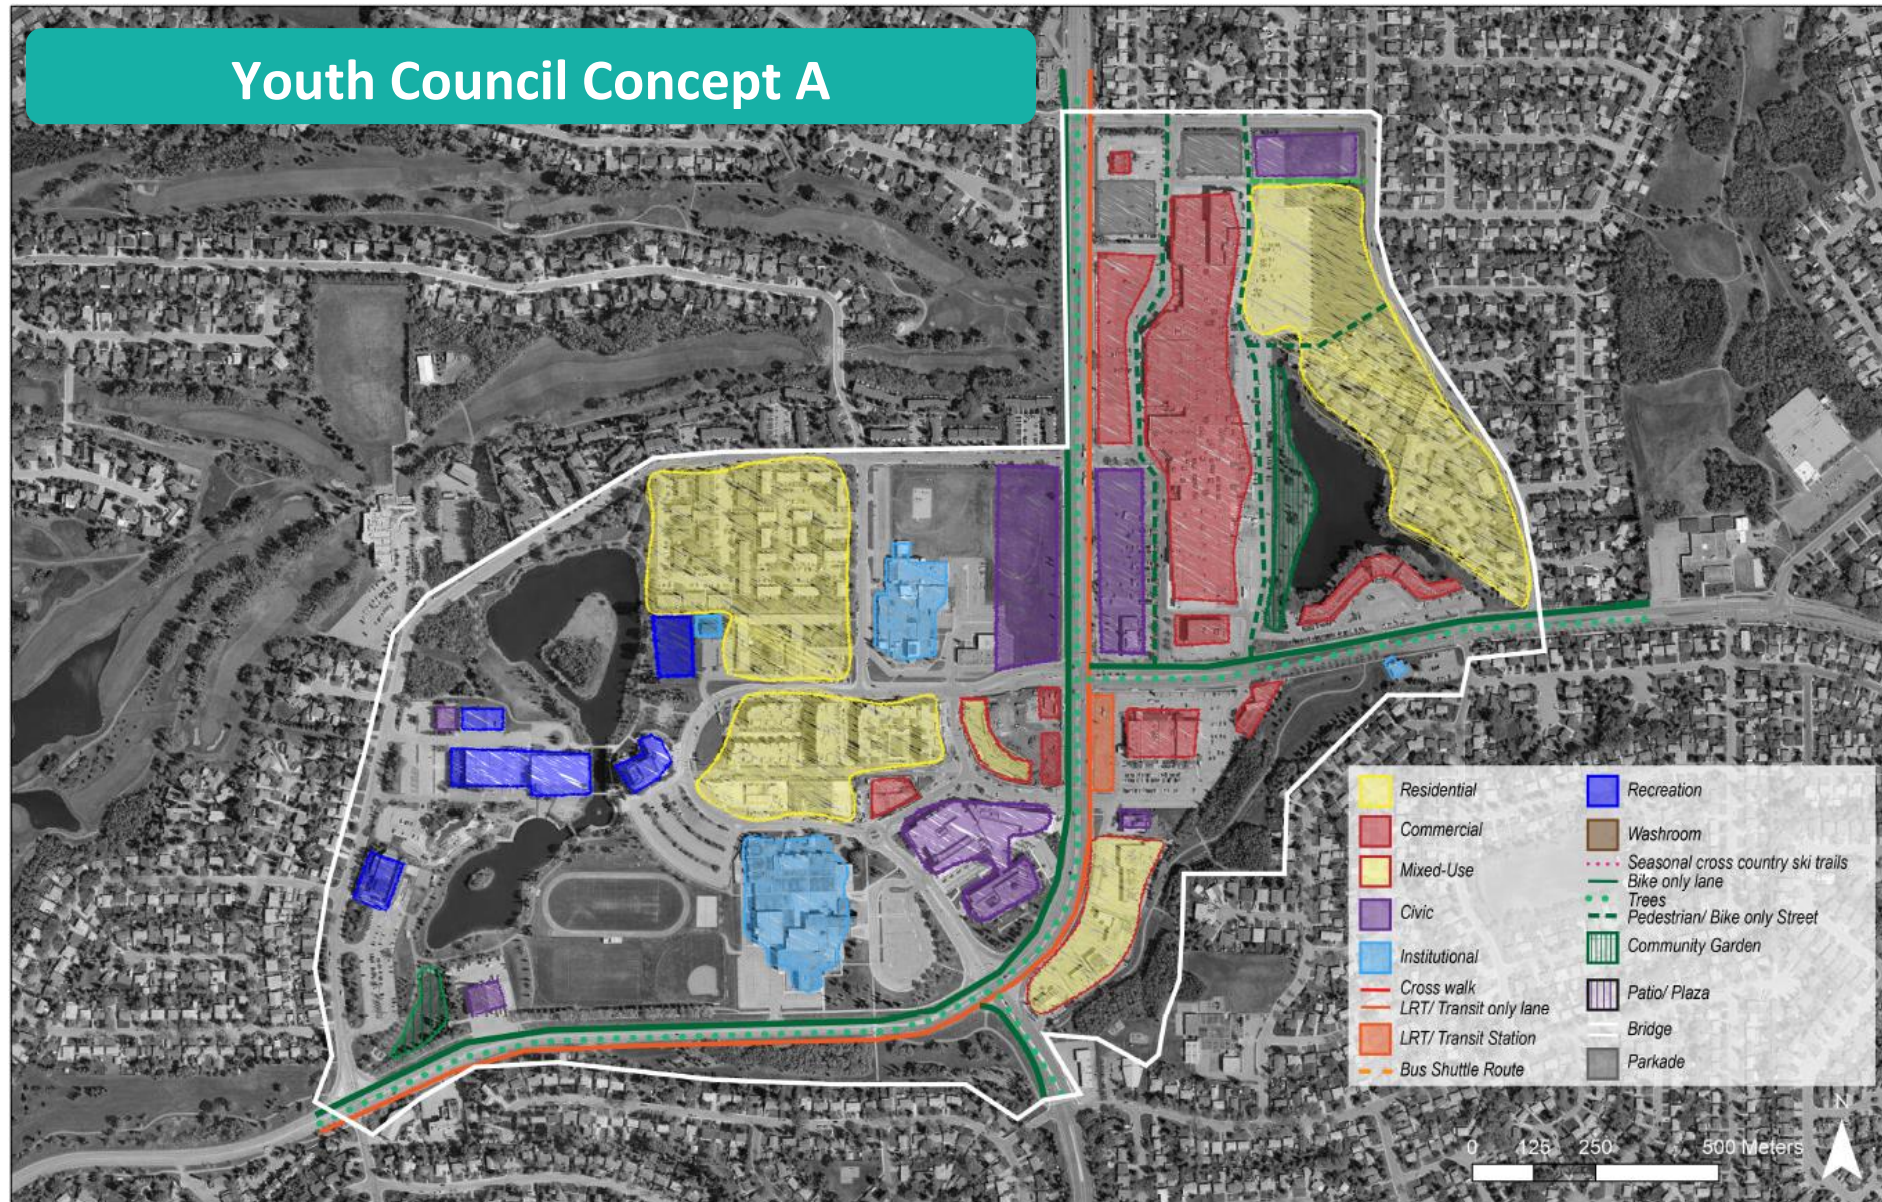 Youth Council Concept A
Residential
Commercial
Mixed-Use
Civic
Institutional
Cross walk
LRT/ Transit only lane
LRT/ Transit Station
Bus Shuttle Route
Recreation
Washroom
Seasonal cross country ski trails
Bike only lane
Trees
Pedestrian/ Bike only Street
Community Garden
Patio/ Plaza
Bridge
Parkade
N
0 125 250 500 Meters